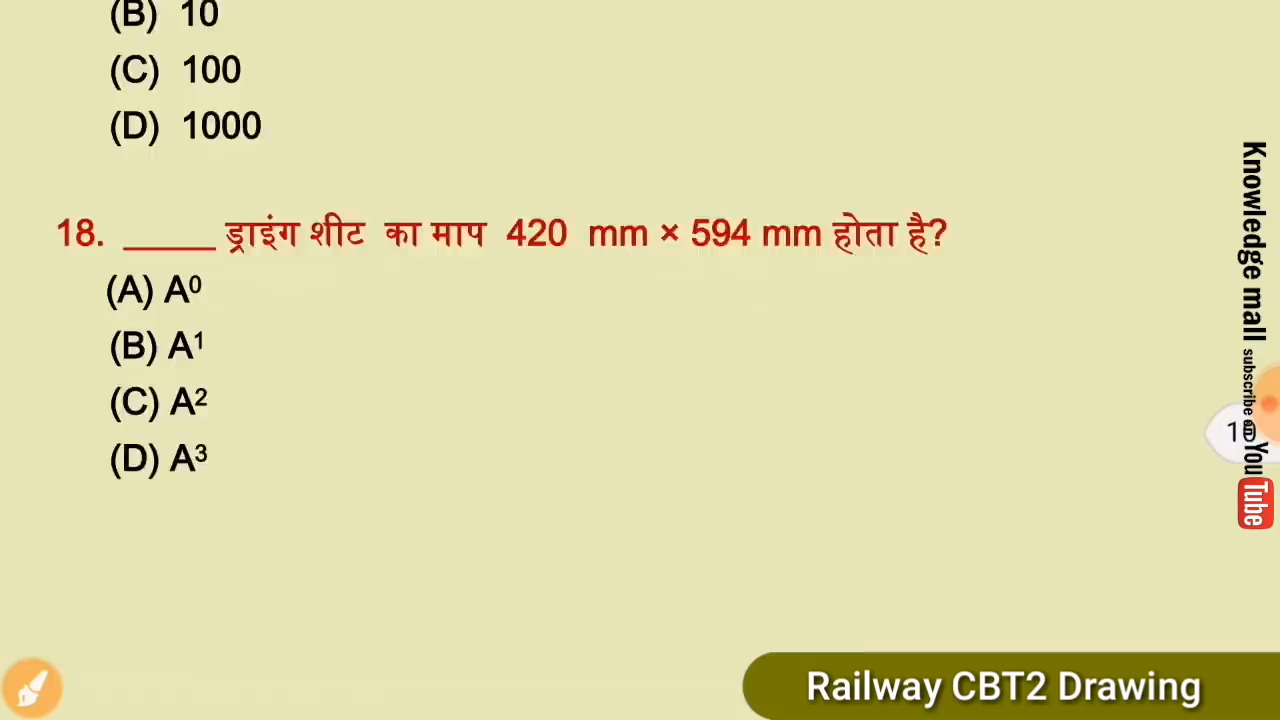 (B) 10
(C) 100
(D) 1000
18. _____ ड्राइंग शीट का माप 420 mm × 594 mm होता है?
(A) A⁰
(B) A¹
(C) A²
(D) A³
Knowledge mall subscribe on YouTube
Railway CBT2 Drawing